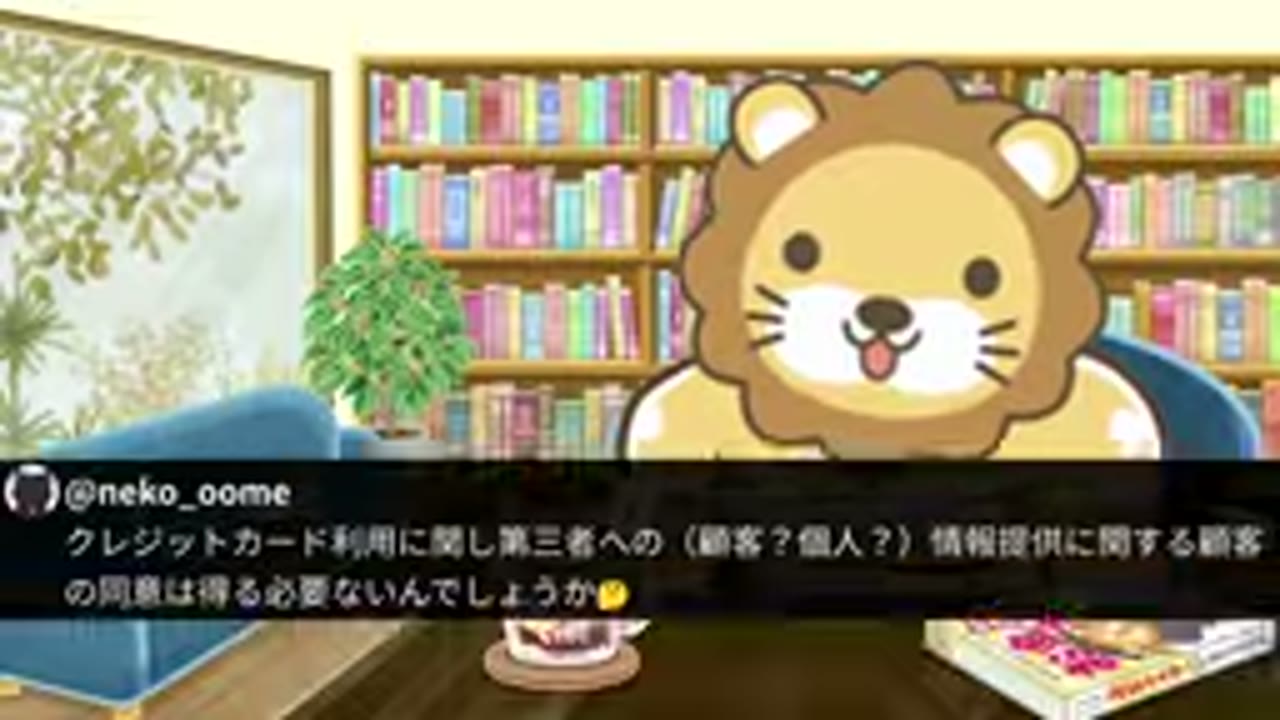 @neko_oome
クレジットカード利用に関し第三者への（顧客？個人？）情報提供に関する顧客
の同意は得る必要ないんでしょうか🤔